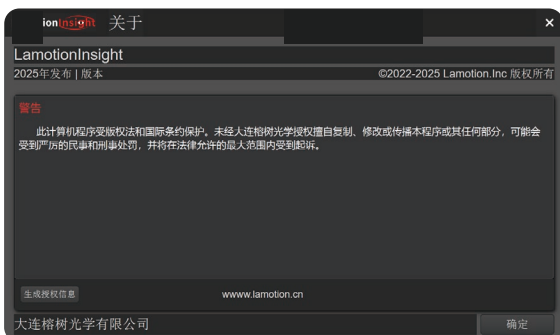 ionInsight 关于
LamotionInsight
2025年发布 | 版本 ©2022-2025 Lamotion.Inc 版权所有
警告
此计算机程序受版权法和国际条约保护。未经大连榕树光学授权擅自复制、修改或传播本程序或其任何部分，可能会
受到严厉的民事和刑事处罚，并将在法律允许的最大范围内受到起诉。
生成授权信息 wwww.lamotion.cn
大连榕树光学有限公司 确定